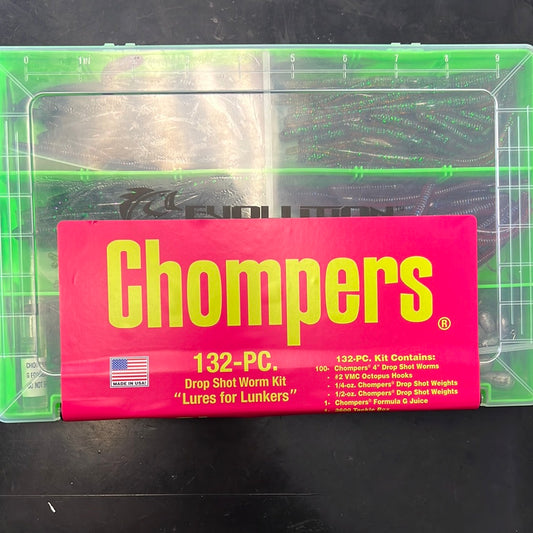 0 1 5 6 7 8 9
EVOLUTION
Chompers®
132-PC.
Drop Shot Worm Kit
"Lures for Lunkers"
MADE IN USA!
132-PC. Kit Contains:
100- Chompers® 4" Drop Shot Worms
- #2 VMC Octopus Hooks
- 1/4-oz. Chompers® Drop Shot Weights
- 1/2-oz. Chompers® Drop Shot Weights
1- Chompers® Formula G Juice
1- 3600 Tackle Box